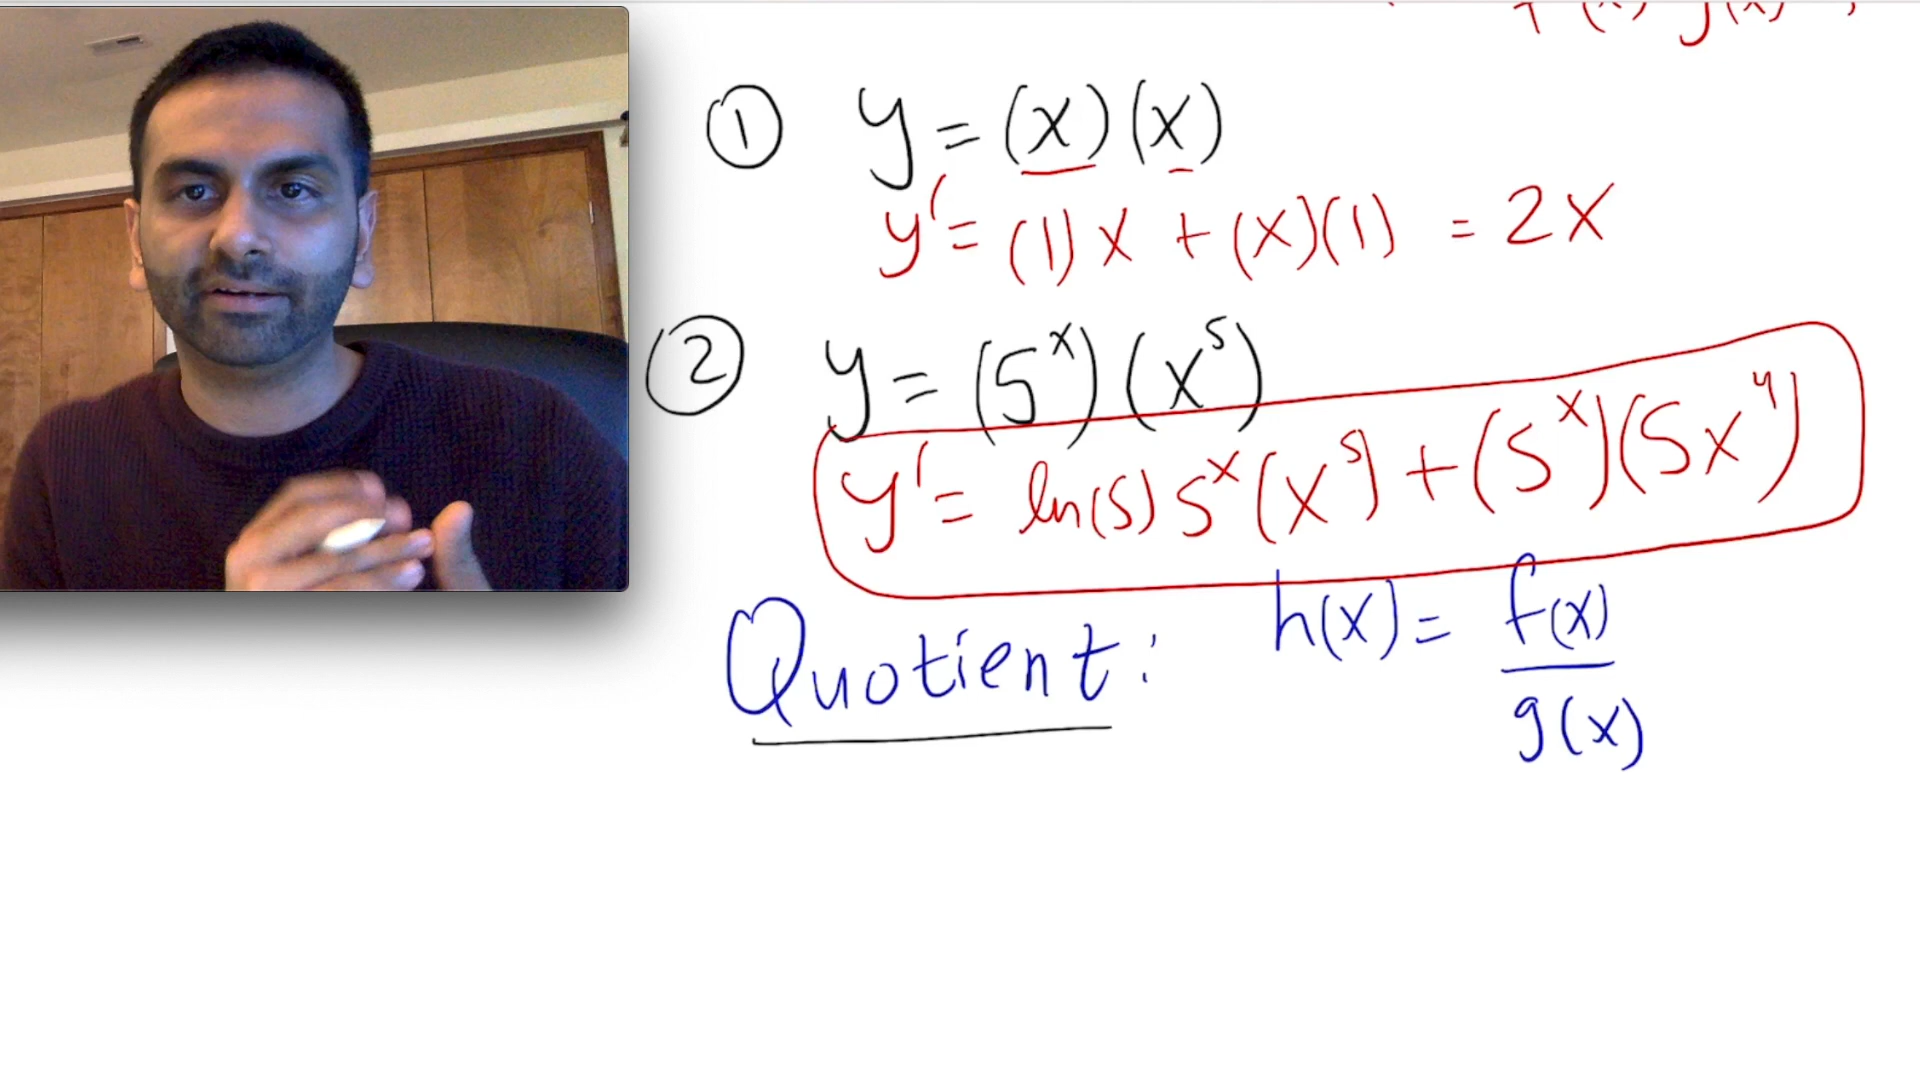 ① y = (x)(x)
y' = (1)x + (x)(1) = 2x
② y = (5^x)(x^5)
y' = ln(5) 5^x (x^5) + (5^x)(5x^4)
Quotient: h(x) = f(x)
g(x)